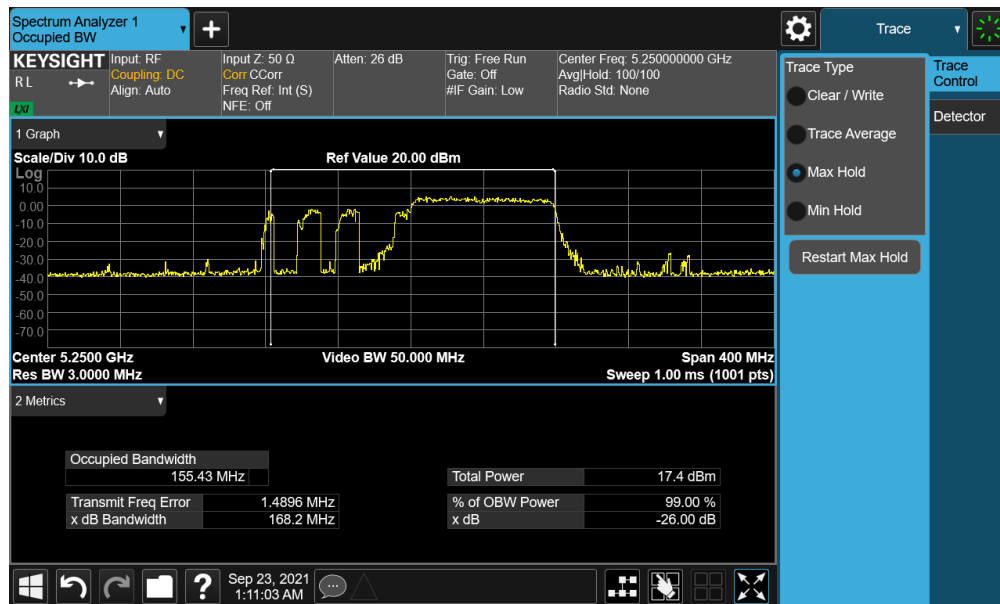 Spectrum Analyzer 1
Occupied BW
Trace
KEYSIGHT
RL
LXI
Input: RF
Coupling: DC
Align: Auto
Input Z: 50 Ω
Corr CCorr
Freq Ref: Int (S)
NFE: Off
Atten: 26 dB
Trig: Free Run
Gate: Off
#IF Gain: Low
Center Freq: 5.250000000 GHz
Avg|Hold: 100/100
Radio Std: None
Trace Type
Clear / Write
Trace Average
Max Hold
Min Hold
Restart Max Hold
Trace
Control
Detector
1 Graph
Scale/Div 10.0 dB
Ref Value 20.00 dBm
Log
10.0
0.00
-10.0
-20.0
-30.0
-40.0
-50.0
-60.0
-70.0
Center 5.2500 GHz
Video BW 50.000 MHz
Span 400 MHz
Res BW 3.0000 MHz
Sweep 1.00 ms (1001 pts)
2 Metrics
Occupied Bandwidth
155.43 MHz
Total Power 17.4 dBm
Transmit Freq Error 1.4896 MHz
% of OBW Power 99.00 %
x dB Bandwidth 168.2 MHz
x dB -26.00 dB
?
Sep 23, 2021
1:11:03 AM